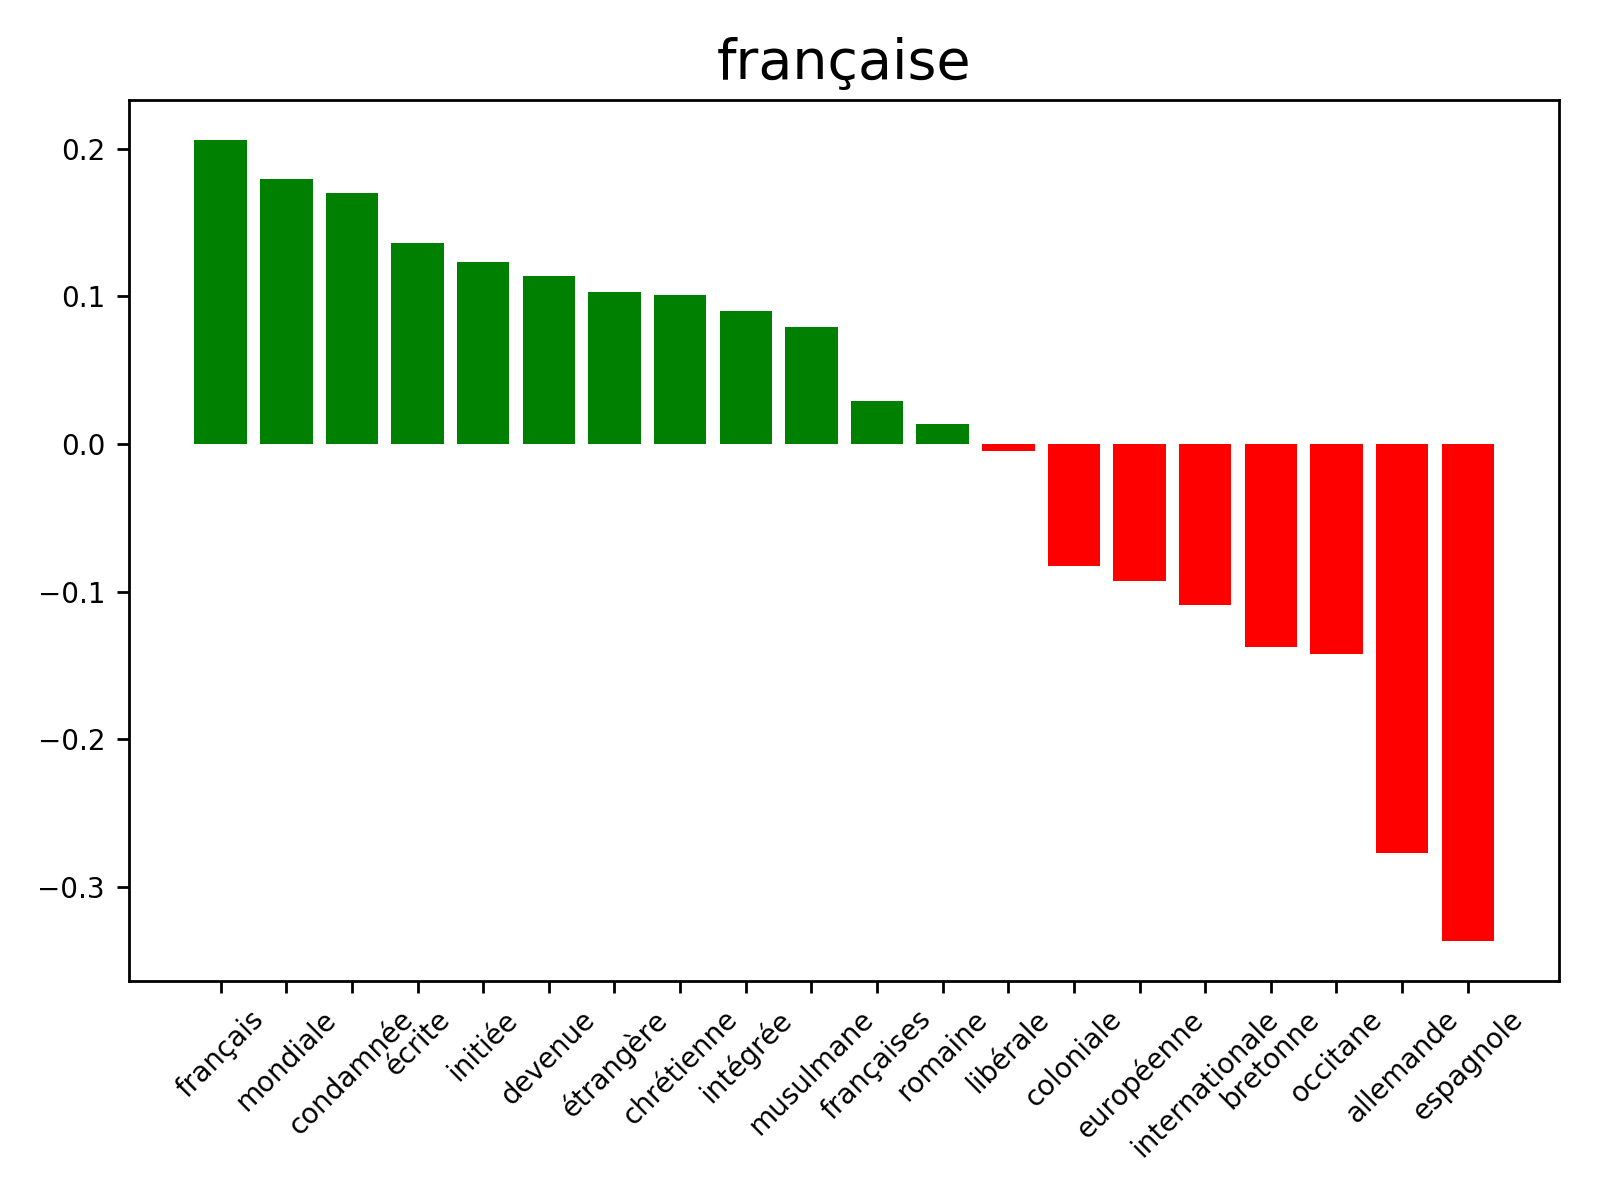 française
0.2
0.1
0.0
−0.1
−0.2
−0.3
français
mondiale
condamnée
écrite
initiée
devenue
étrangère
chrétienne
intégrée
musulmane
françaises
romaine
libérale
coloniale
européenne
internationale
bretonne
occitane
allemande
espagnole